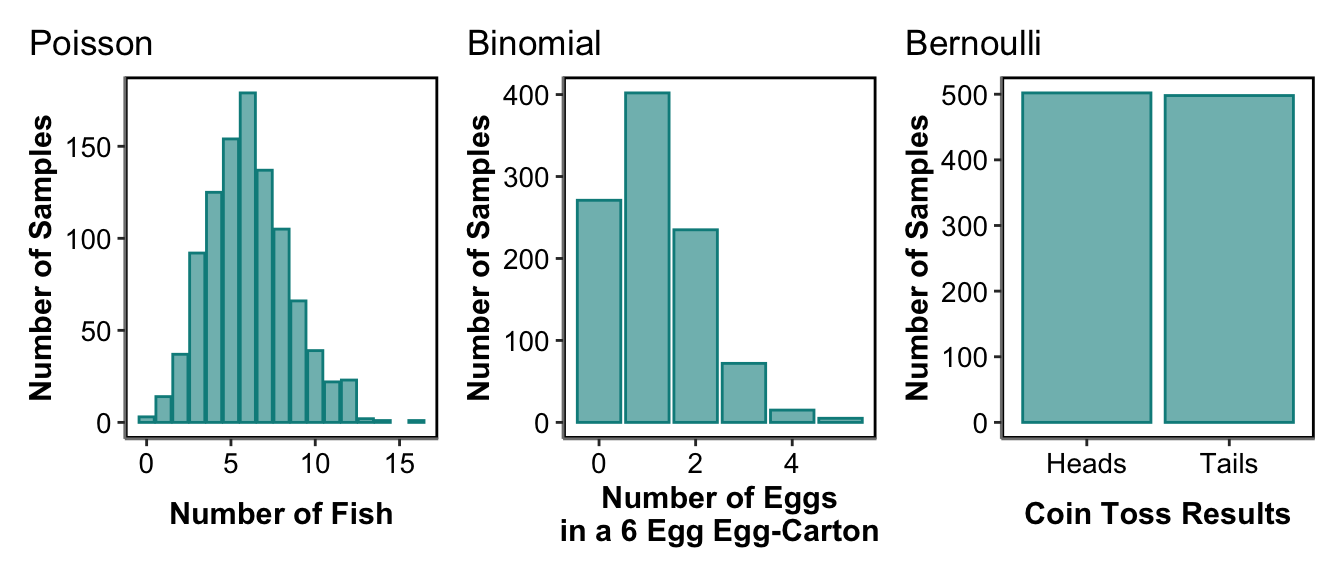 Poisson
Number of Samples
150
100
50
0
0 5 10 15
Number of Fish
Binomial
Number of Samples
400
300
200
100
0
0 2 4
Number of Eggs
in a 6 Egg Egg-Carton
Bernoulli
Number of Samples
500
400
300
200
100
0
Heads Tails
Coin Toss Results